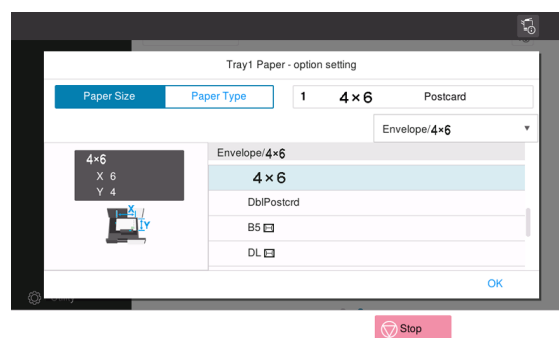 Tray1 Paper - option setting
Paper Size
Paper Type
1 4×6 Postcard
Envelope/4×6
4×6
X 6
Y 4
X
Y
Envelope/4×6
4×6
DblPostcrd
B5
DL
OK
Utility
Stop